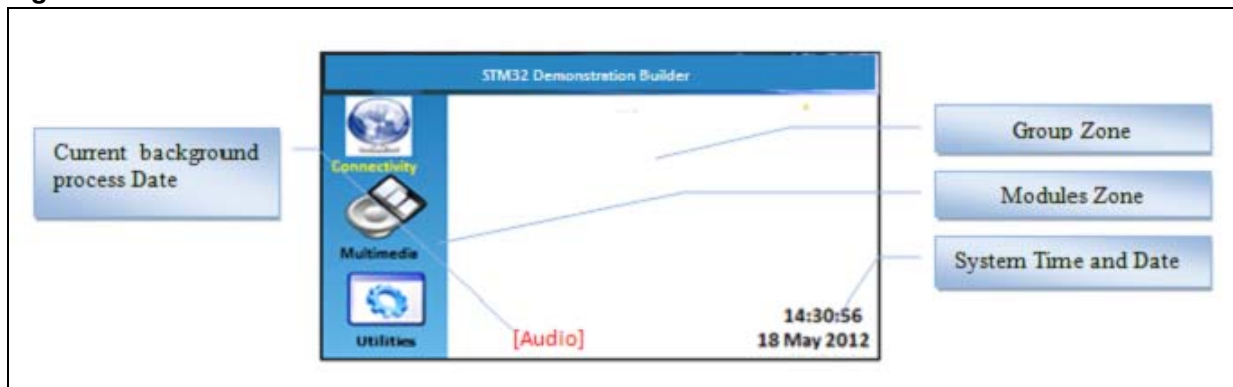 STM32 Demonstration Builder
Current background
process Date
Connectivity
Multimedia
Utilities
[Audio]
14:30:56
18 May 2012
Group Zone
Modules Zone
System Time and Date